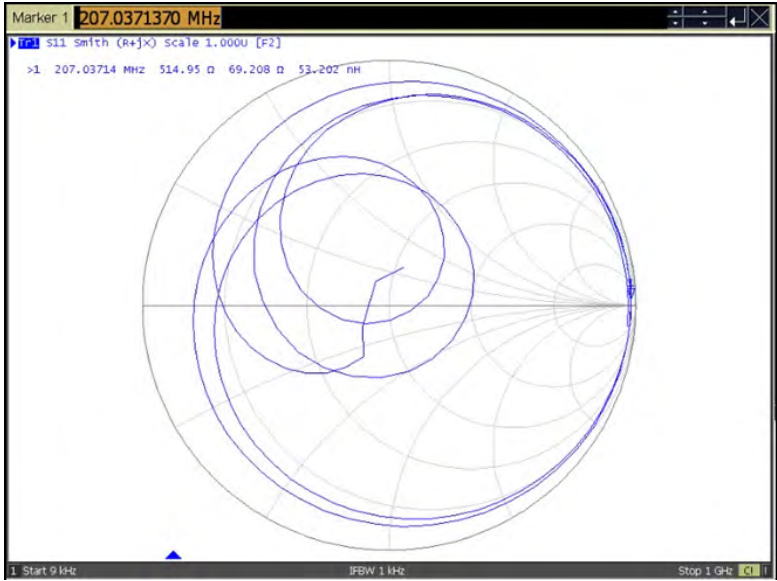 Marker 1 207.0371370 MHz
Tr1 S11 Smith (R+jX) Scale 1.000U [F2]
>1 207.03714 MHz 514.95 Ω 69.208 Ω 53.202 nH
1 Start 9 kHz IFBW 1 kHz Stop 1 GHz C! !